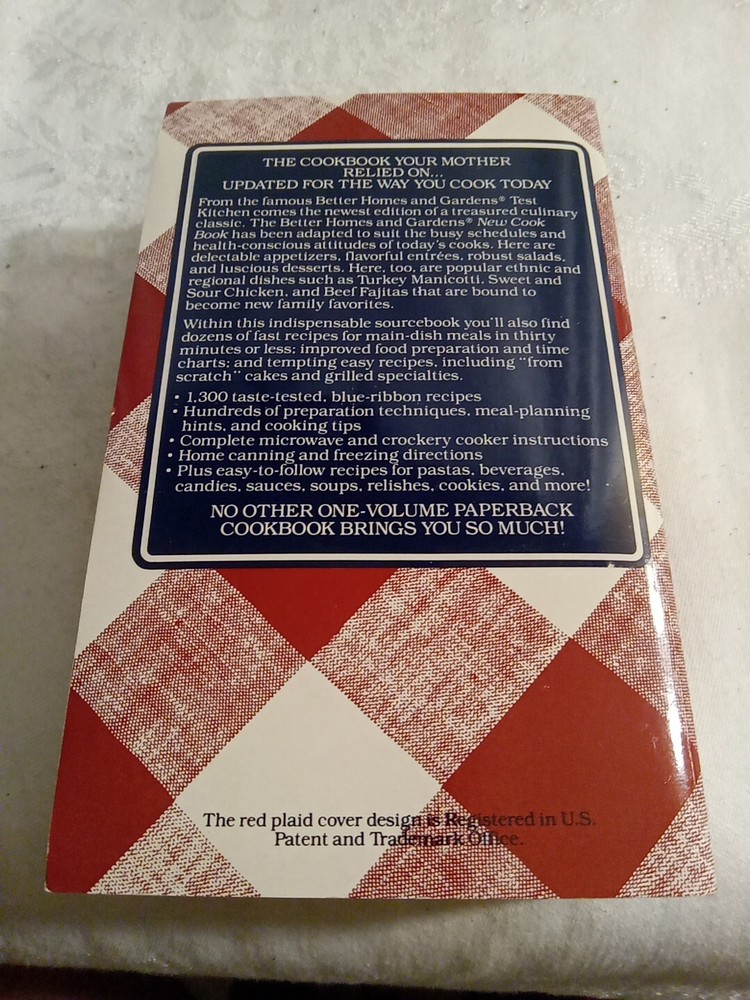 THE COOKBOOK YOUR MOTHER
RELIED ON...
UPDATED FOR THE WAY YOU COOK TODAY
From the famous Better Homes and Gardens® Test
Kitchen comes the newest edition of a treasured culinary
classic. The Better Homes and Gardens® New Cook
Book has been adapted to suit the busy schedules and
health-conscious attitudes of today's cooks. Here are
delectable appetizers, flavorful entrées, robust salads,
and luscious desserts. Here, too, are popular ethnic and
regional dishes such as Turkey Manicotti, Sweet and
Sour Chicken, and Beef Fajitas that are bound to
become new family favorites.
Within this indispensable sourcebook you'll also find
dozens of fast recipes for main-dish meals in thirty
minutes or less; improved food preparation and time
charts; and tempting easy recipes, including "from
scratch" cakes and grilled specialties.
• 1,300 taste-tested, blue-ribbon recipes
• Hundreds of preparation techniques, meal-planning
hints, and cooking tips
• Complete microwave and crockery cooker instructions
• Home canning and freezing directions
• Plus easy-to-follow recipes for pastas, beverages,
candies, sauces, soups, relishes, cookies, and more!
NO OTHER ONE-VOLUME PAPERBACK
COOKBOOK BRINGS YOU SO MUCH!
The red plaid cover design is Registered in U.S.
Patent and Trademark Office.